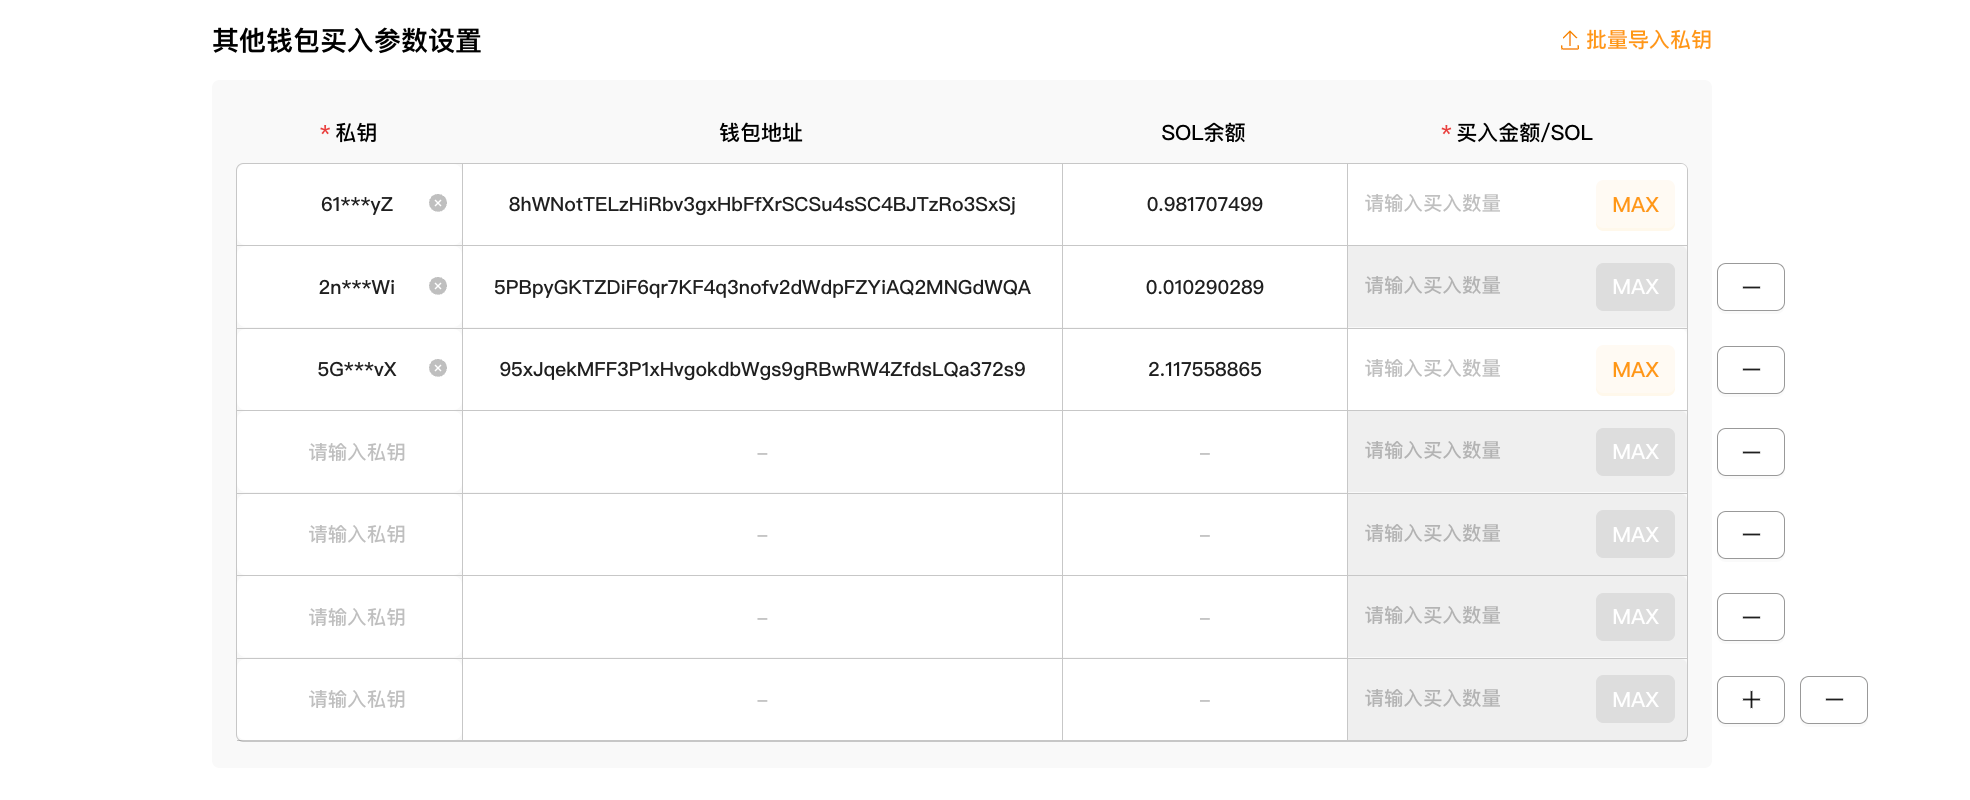 其他钱包买入参数设置
批量导入私钥
* 私钥 钱包地址 SOL余额 * 买入金额/SOL
61***yZ 8hWNotTELzHiRbv3gxHbFfXrSCSu4sSC4BJTzRo3SxSj 0.981707499 请输入买入数量 MAX
2n***Wi 5PBpyGKTZDiF6qr7KF4q3nofv2dWdpFZYiAQ2MNGdWQA 0.010290289 请输入买入数量 MAX —
5G***vX 95xJqekMFF3P1xHvgokdbWgs9gRBwRW4ZfdsLQa372s9 2.117558865 请输入买入数量 MAX —
请输入私钥 – – 请输入买入数量 MAX —
请输入私钥 – – 请输入买入数量 MAX —
请输入私钥 – – 请输入买入数量 MAX —
请输入私钥 – – 请输入买入数量 MAX + —